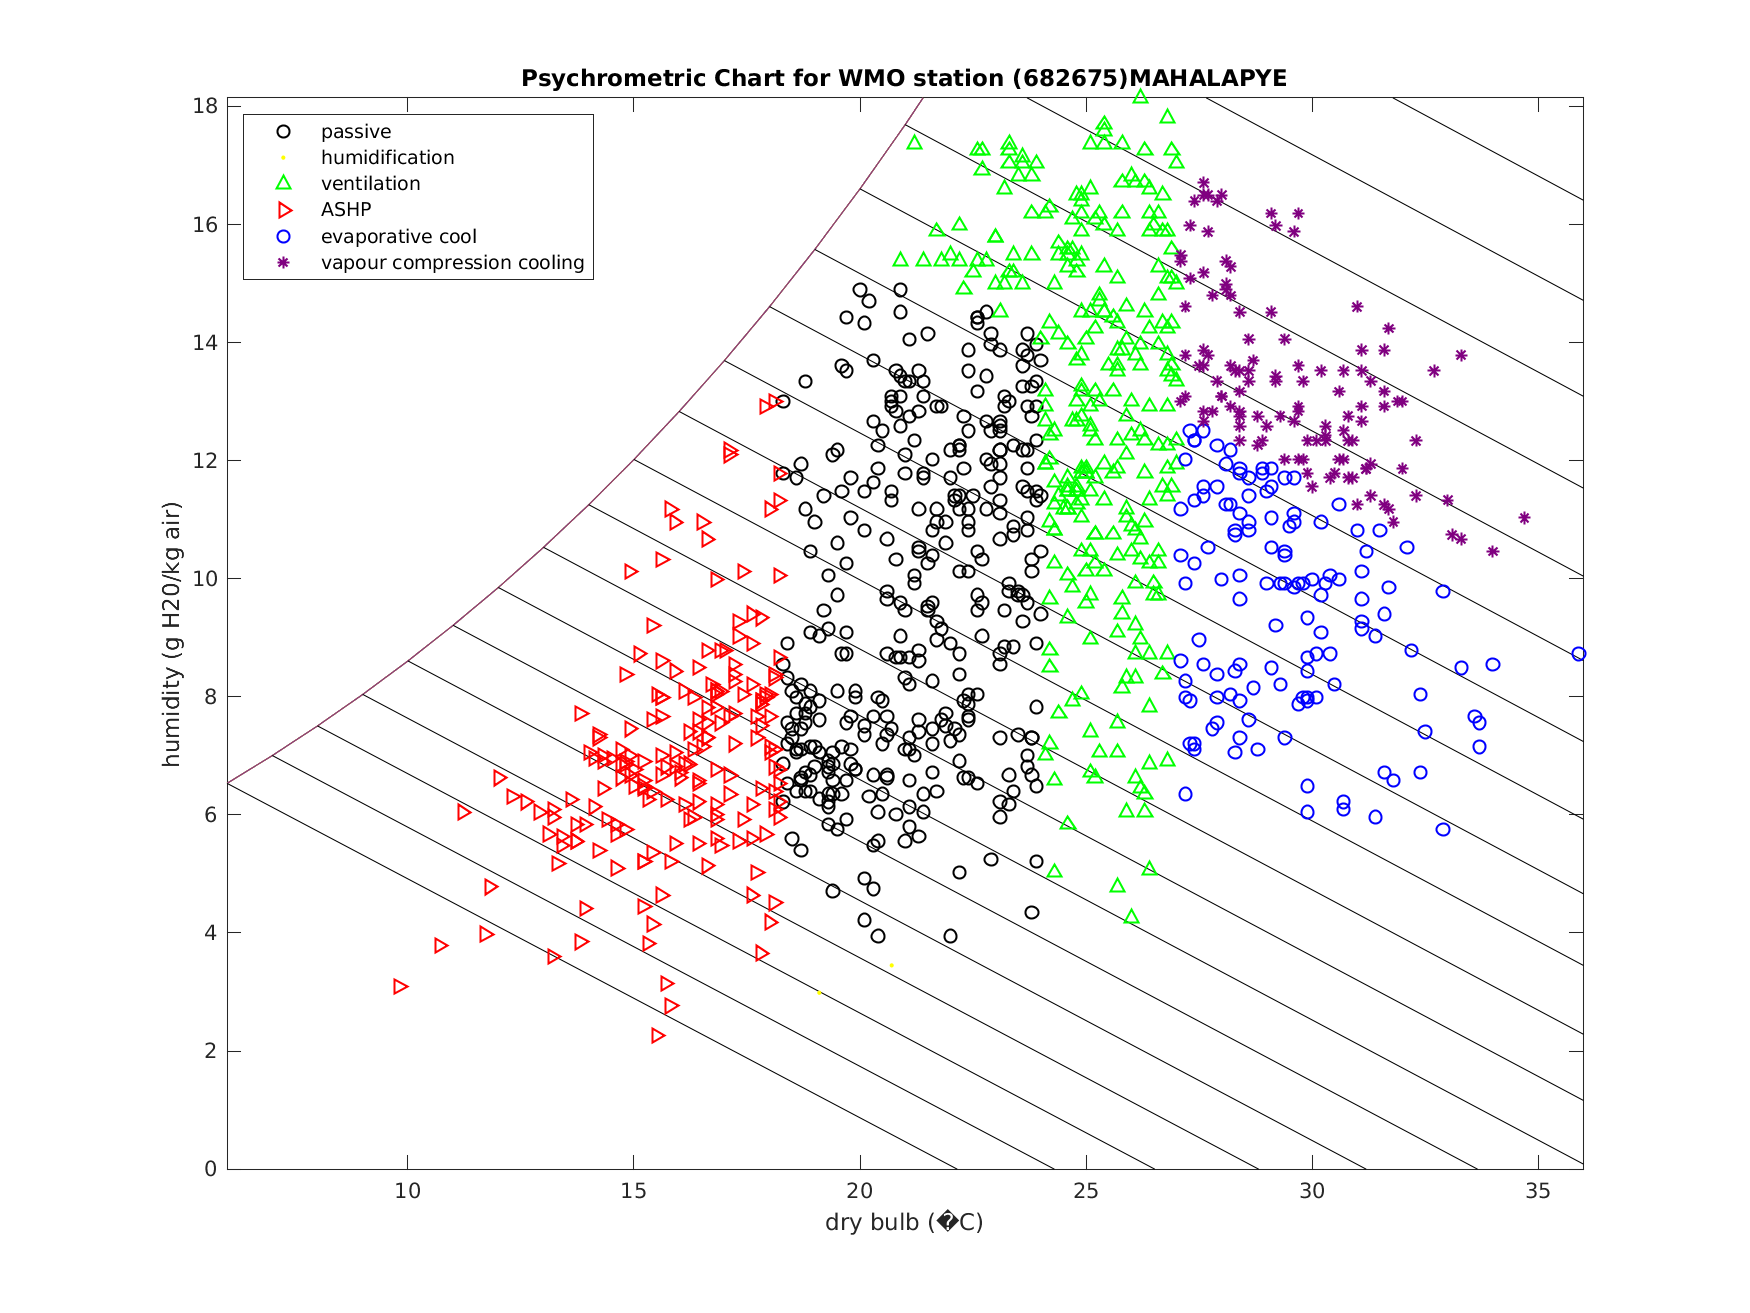 Psychrometric Chart for WMO station (682675)MAHALAPYE
passive
humidification
ventilation
ASHP
evaporative cool
vapour compression cooling
humidity (g H20/kg air)
18
16
14
12
10
8
6
4
2
0
10 15 20 25 30 35
dry bulb (�C)